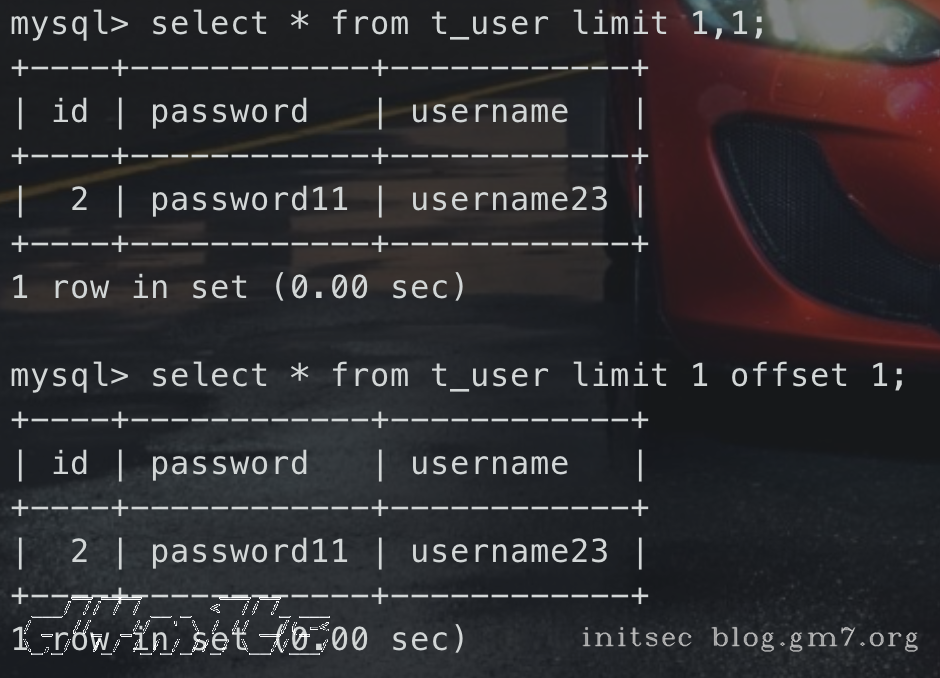 mysql> select * from t_user limit 1,1;
+----+------------+-----------+
| id | password   | username   |
+----+------------+-----------+
|  2 | password11 | username23 |
+----+------------+-----------+
1 row in set (0.00 sec)
mysql> select * from t_user limit 1 offset 1;
+----+------------+-----------+
| id | password   | username   |
+----+------------+-----------+
|  2 | password11 | username23 |
+----+------------+-----------+
1 row in set (0.00 sec)
initsec blog.gm7.org